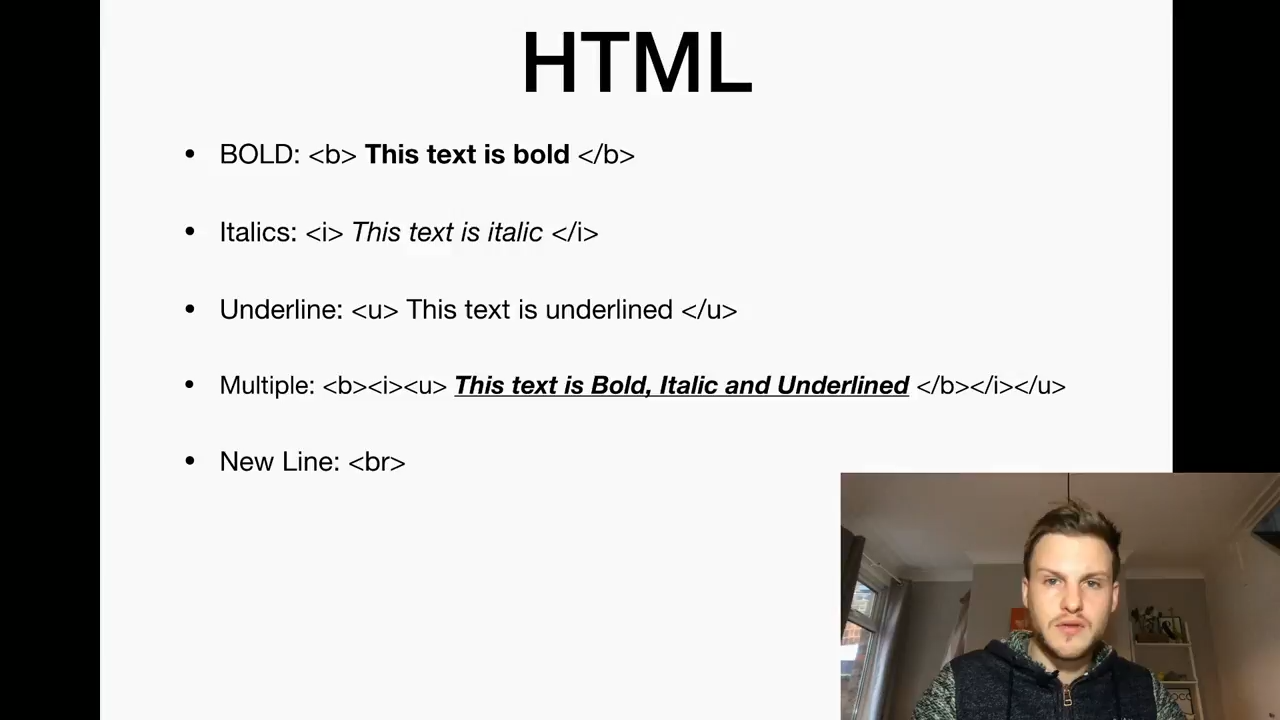 HTML
• BOLD: <b> This text is bold </b>
• Italics: <i> This text is italic </i>
• Underline: <u> This text is underlined </u>
• Multiple: <b><i><u> This text is Bold, Italic and Underlined </b></i></u>
• New Line: <br>